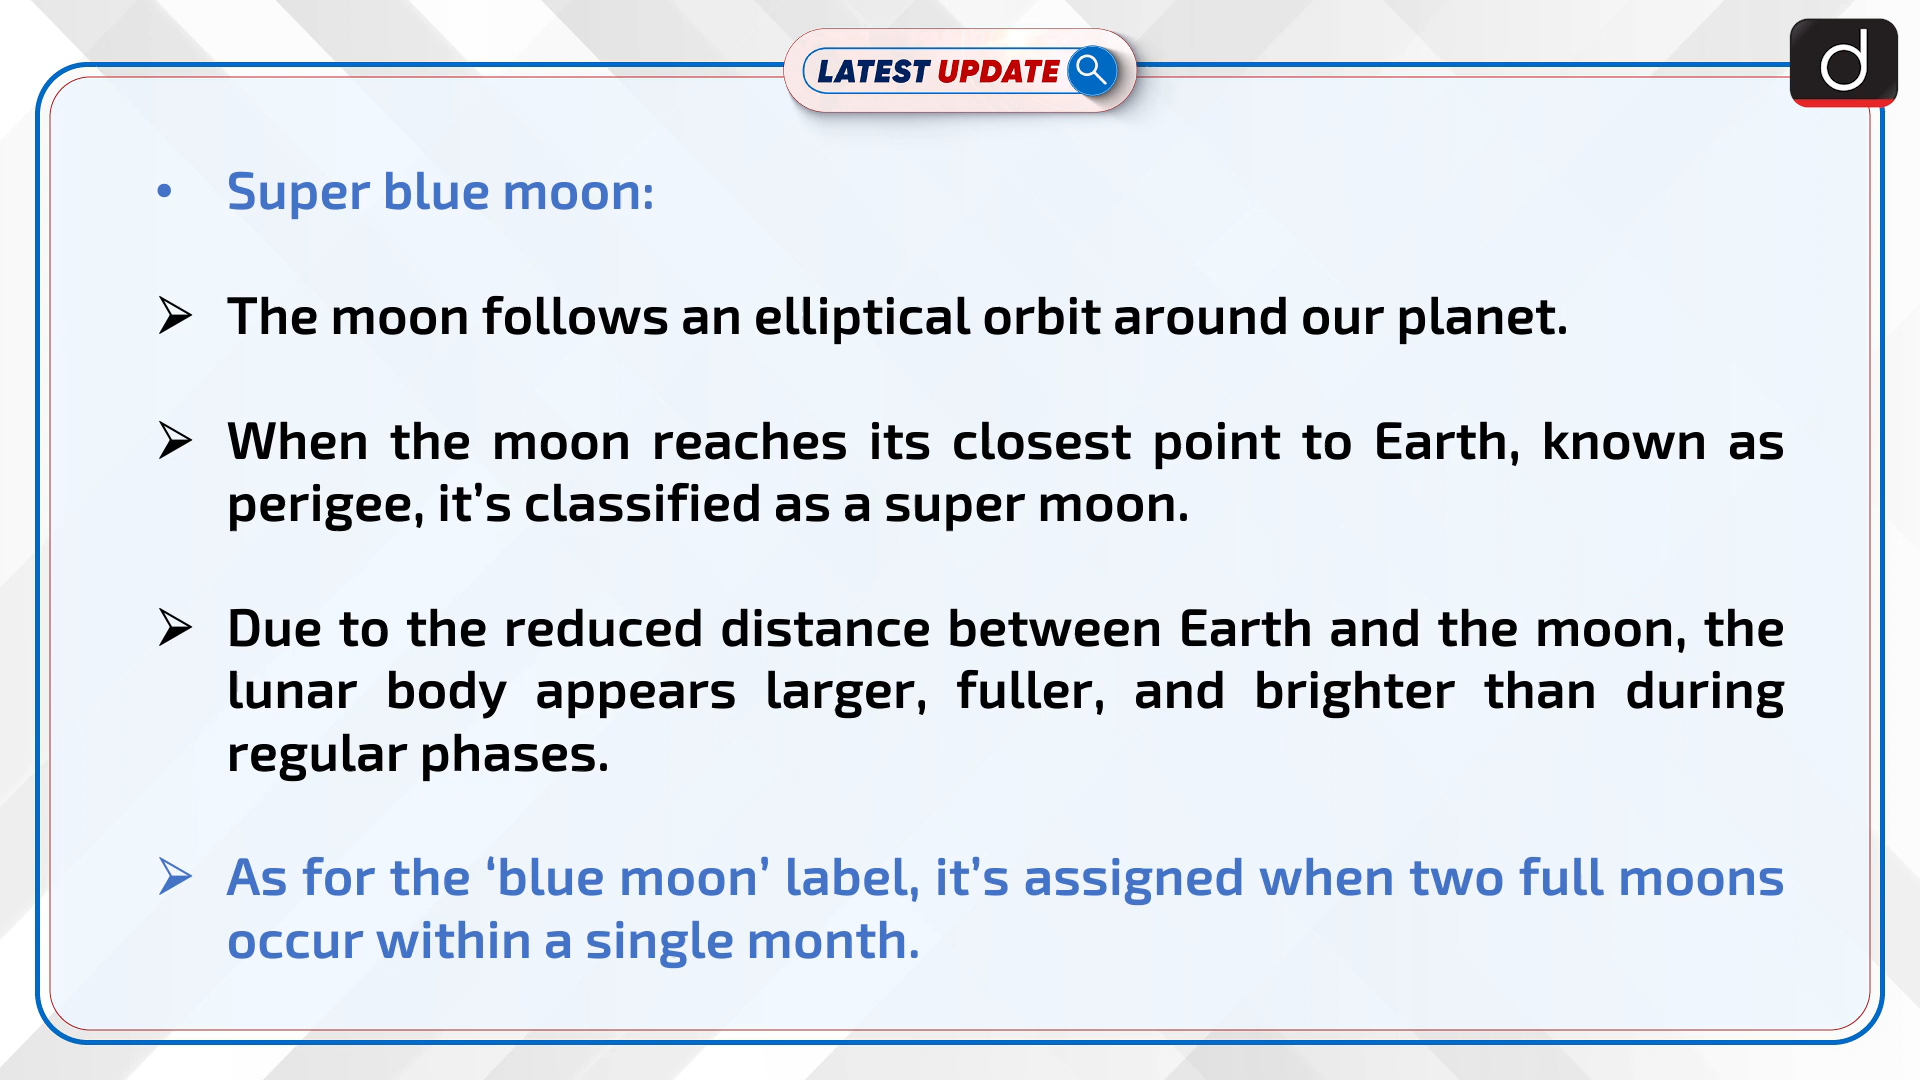 LATEST UPDATE
d
• Super blue moon:
➢ The moon follows an elliptical orbit around our planet.
➢ When the moon reaches its closest point to Earth, known as
perigee, it’s classified as a super moon.
➢ Due to the reduced distance between Earth and the moon, the
lunar body appears larger, fuller, and brighter than during
regular phases.
➢ As for the ‘blue moon’ label, it’s assigned when two full moons
occur within a single month.